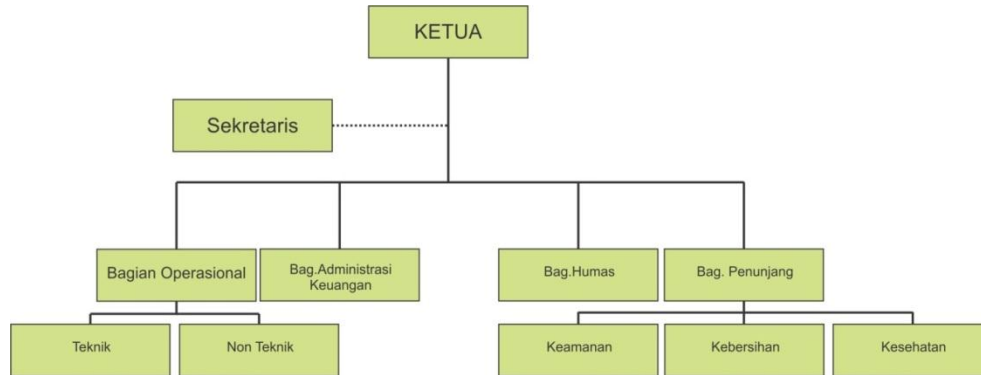 KETUA
Sekretaris
Bagian Operasional
Bag.Administrasi
Keuangan
Bag.Humas
Bag. Penunjang
Teknik
Non Teknik
Keamanan
Kebersihan
Kesehatan